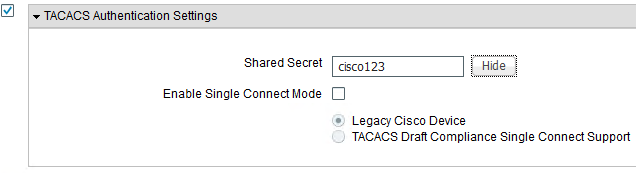 TACACS Authentication Settings
Shared Secret cisco123 Hide
Enable Single Connect Mode
Legacy Cisco Device
TACACS Draft Compliance Single Connect Support